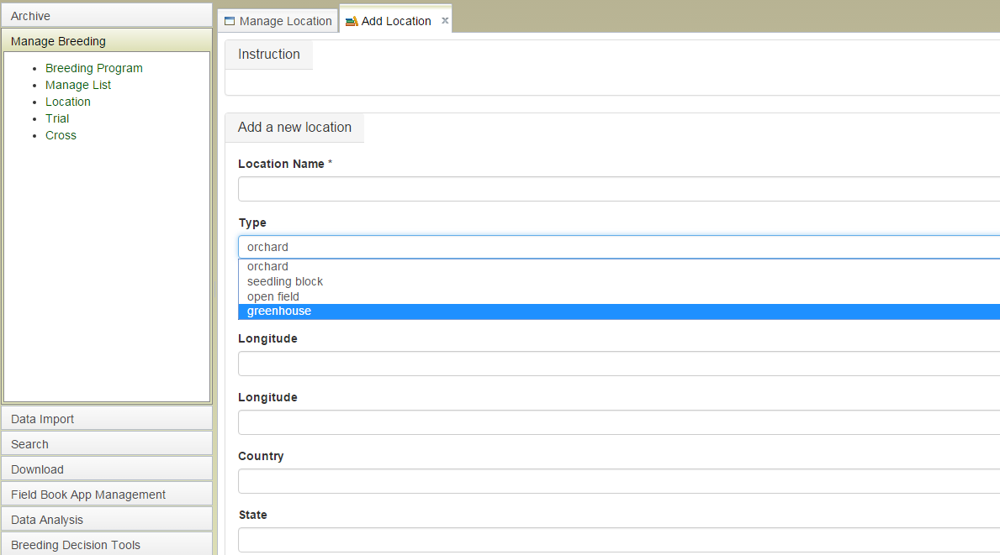 Archive
Manage Breeding
Breeding Program
Manage List
Location
Trial
Cross
Data Import
Search
Download
Field Book App Management
Data Analysis
Breeding Decision Tools
Manage Location
Add Location x
Instruction
Add a new location
Location Name *
Type
orchard
orchard
seedling block
open field
greenhouse
Longitude
Longitude
Country
State